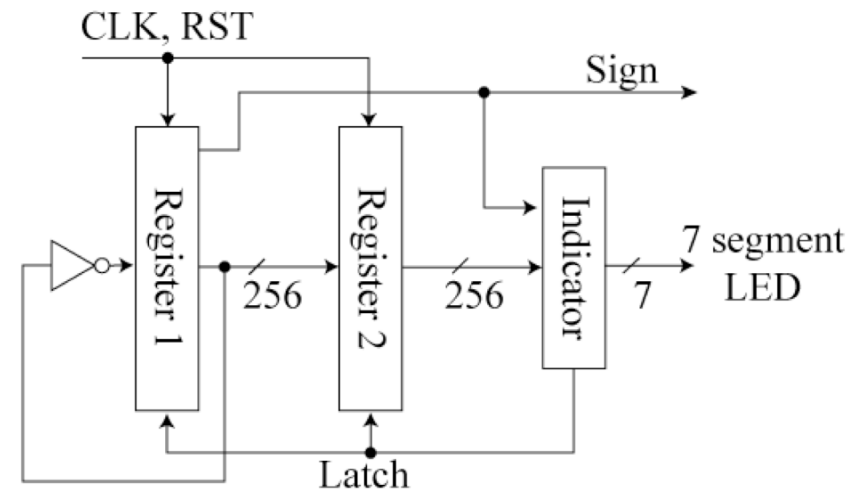 CLK, RST
Sign
Register 1
Register 2
Indicator
256
256
7
7 segment
LED
Latch